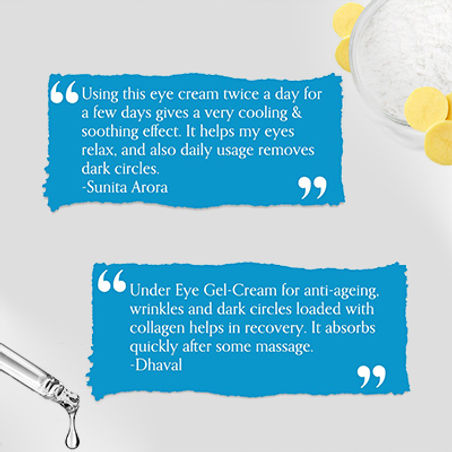 Using this eye cream twice a day for
a few days gives a very cooling &
soothing effect. It helps my eyes
relax, and also daily usage removes
dark circles.
-Sunita Arora
Under Eye Gel-Cream for anti-ageing,
wrinkles and dark circles loaded with
collagen helps in recovery. It absorbs
quickly after some massage.
-Dhaval